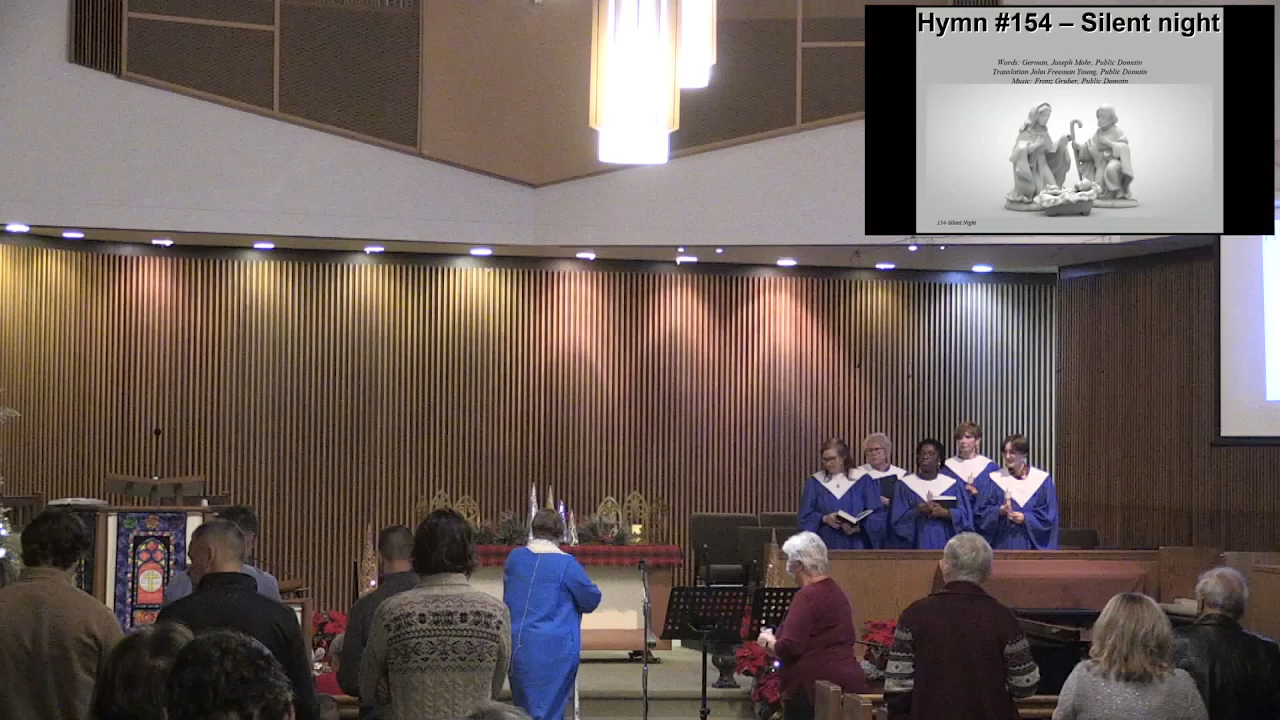 Hymn #154 – Silent night
Words: German, Joseph Mohr, Public Domain
Translation John Freeman Young, Public Domain
Music: Franz Gruber, Public Domain
154-Silent Night